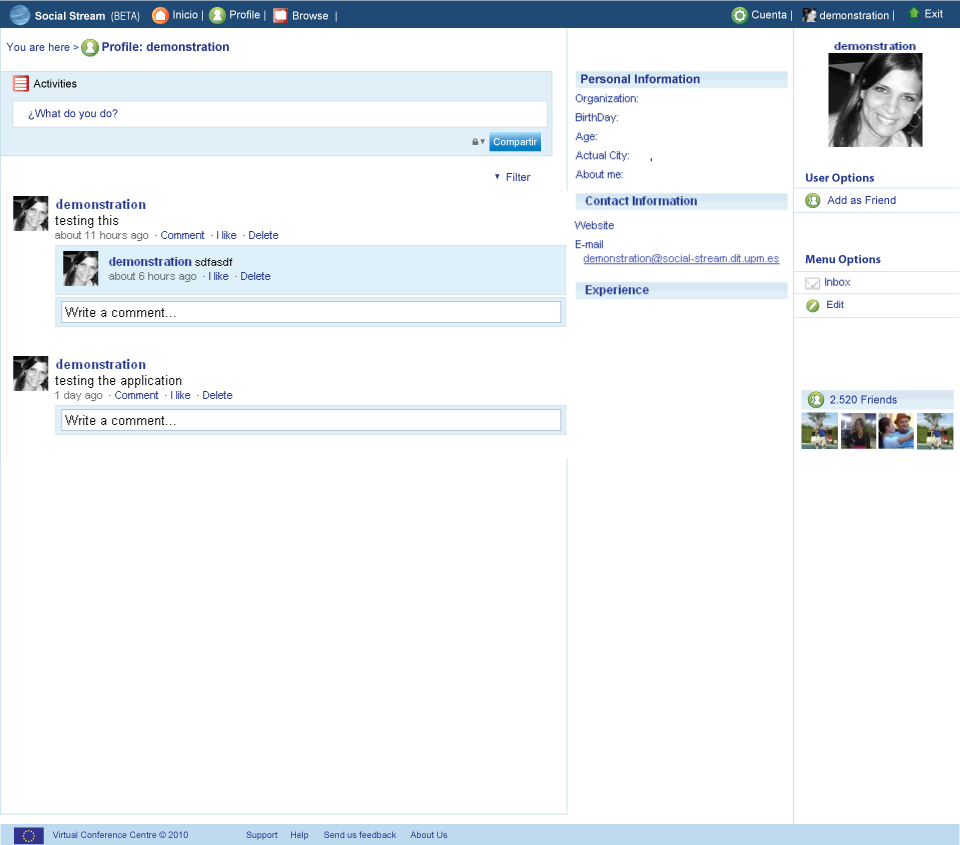 Social Stream (BETA) Inicio | Profile | Browse | Cuenta | demonstration | Exit
You are here > Profile: demonstration
Activities
¿What do you do?
Compartir
Filter
demonstration
testing this
about 11 hours ago · Comment · I like · Delete
demonstration sdfasdf
about 6 hours ago · I like · Delete
Write a comment...
demonstration
testing the application
1 day ago · Comment · I like · Delete
Write a comment...
Personal Information
Organization:
BirthDay:
Age:
Actual City: ,
About me:
Contact Information
Website
E-mail
demonstration@social-stream.dit.upm.es
Experience
demonstration
User Options
Add as Friend
Menu Options
Inbox
Edit
2.520 Friends
Virtual Conference Centre © 2010 Support Help Send us feedback About Us